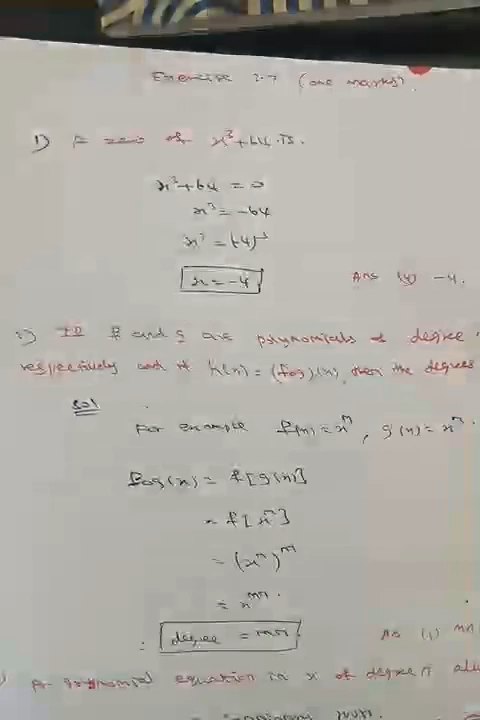 Exercise 3.7 (one marks).
1) A zero of x³+64 is.
x³+64 = 0
x³ = -64
x³ = (-4)³
x = -4
Ans (4) -4.
2) If f and g are polynomials of degree
respectively and if h(x) = (fog)(x), then the degree
Sol
For example f(x) = xᵐ, g(x) = xⁿ.
fog(x) = f[g(x)]
= f[xⁿ]
= (xⁿ)ᵐ
= xᵐⁿ.
∴ degree = mn
Ans (1) mn
A polynomial equation in x of degree n